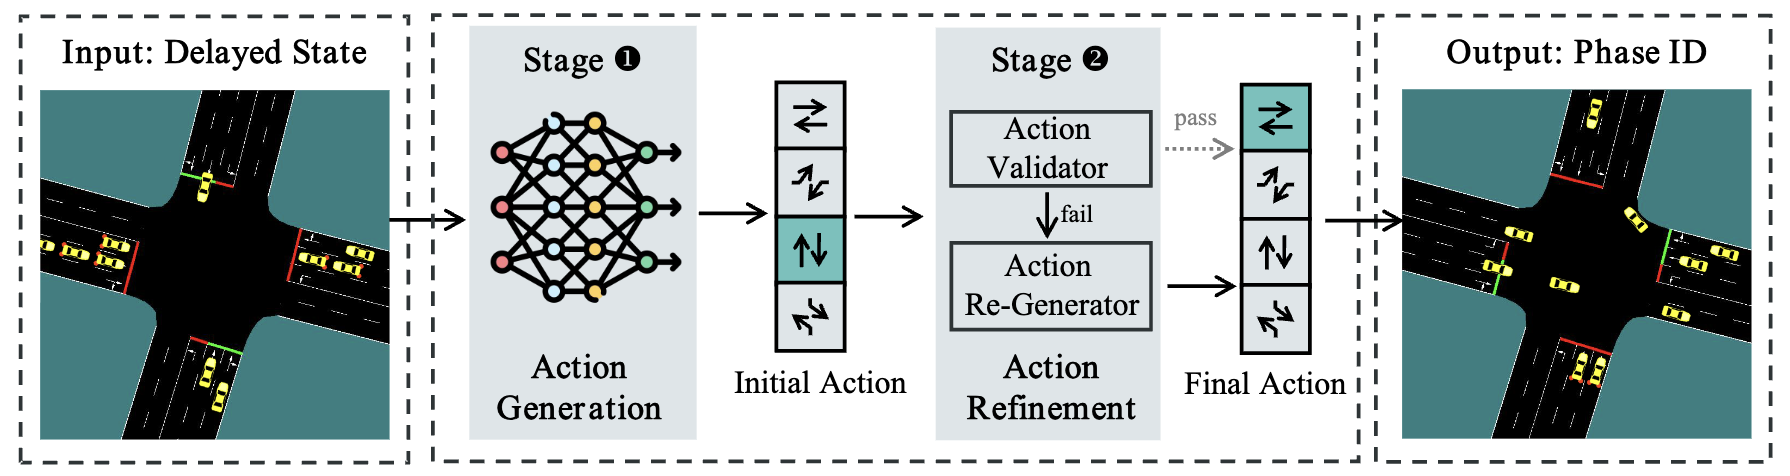 Input: Delayed State
Stage ❶
Action
Generation
Initial Action
Stage ❷
Action
Validator
pass
fail
Action
Re-Generator
Action
Refinement
Final Action
Output: Phase ID